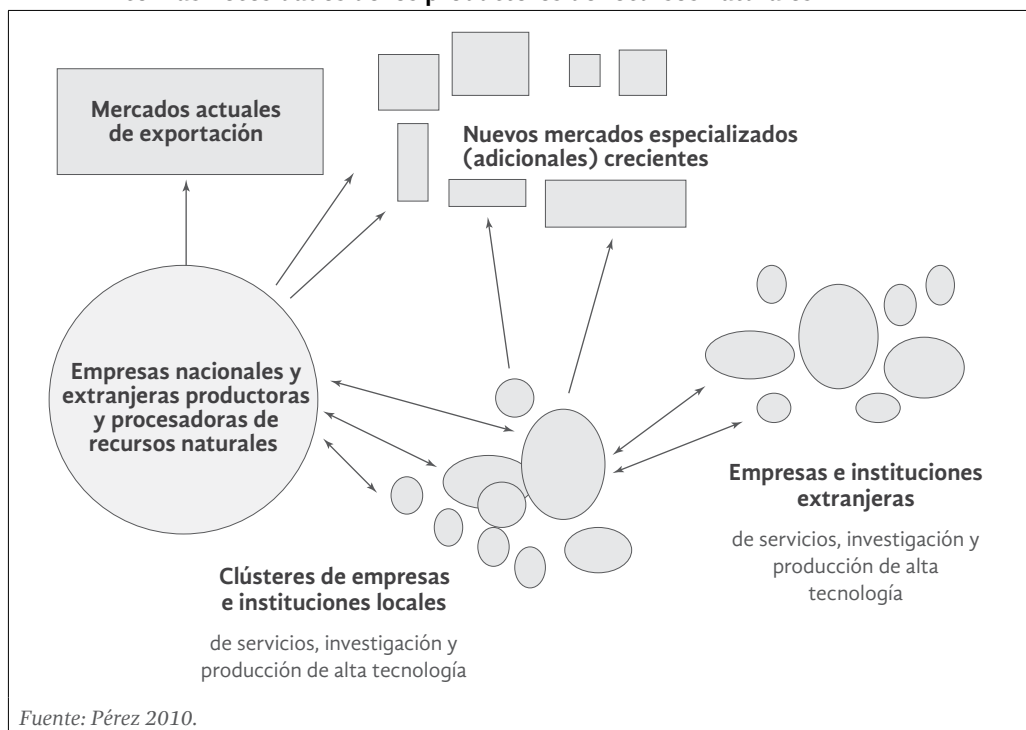 Mercados actuales
de exportación
Nuevos mercados especializados
(adicionales) crecientes
Empresas nacionales y
extranjeras productoras
y procesadoras de
recursos naturales
Empresas e instituciones
extranjeras
de servicios, investigación y
producción de alta
tecnología
Clústeres de empresas
e instituciones locales
de servicios, investigación y
producción de alta tecnología
Fuente: Pérez 2010.